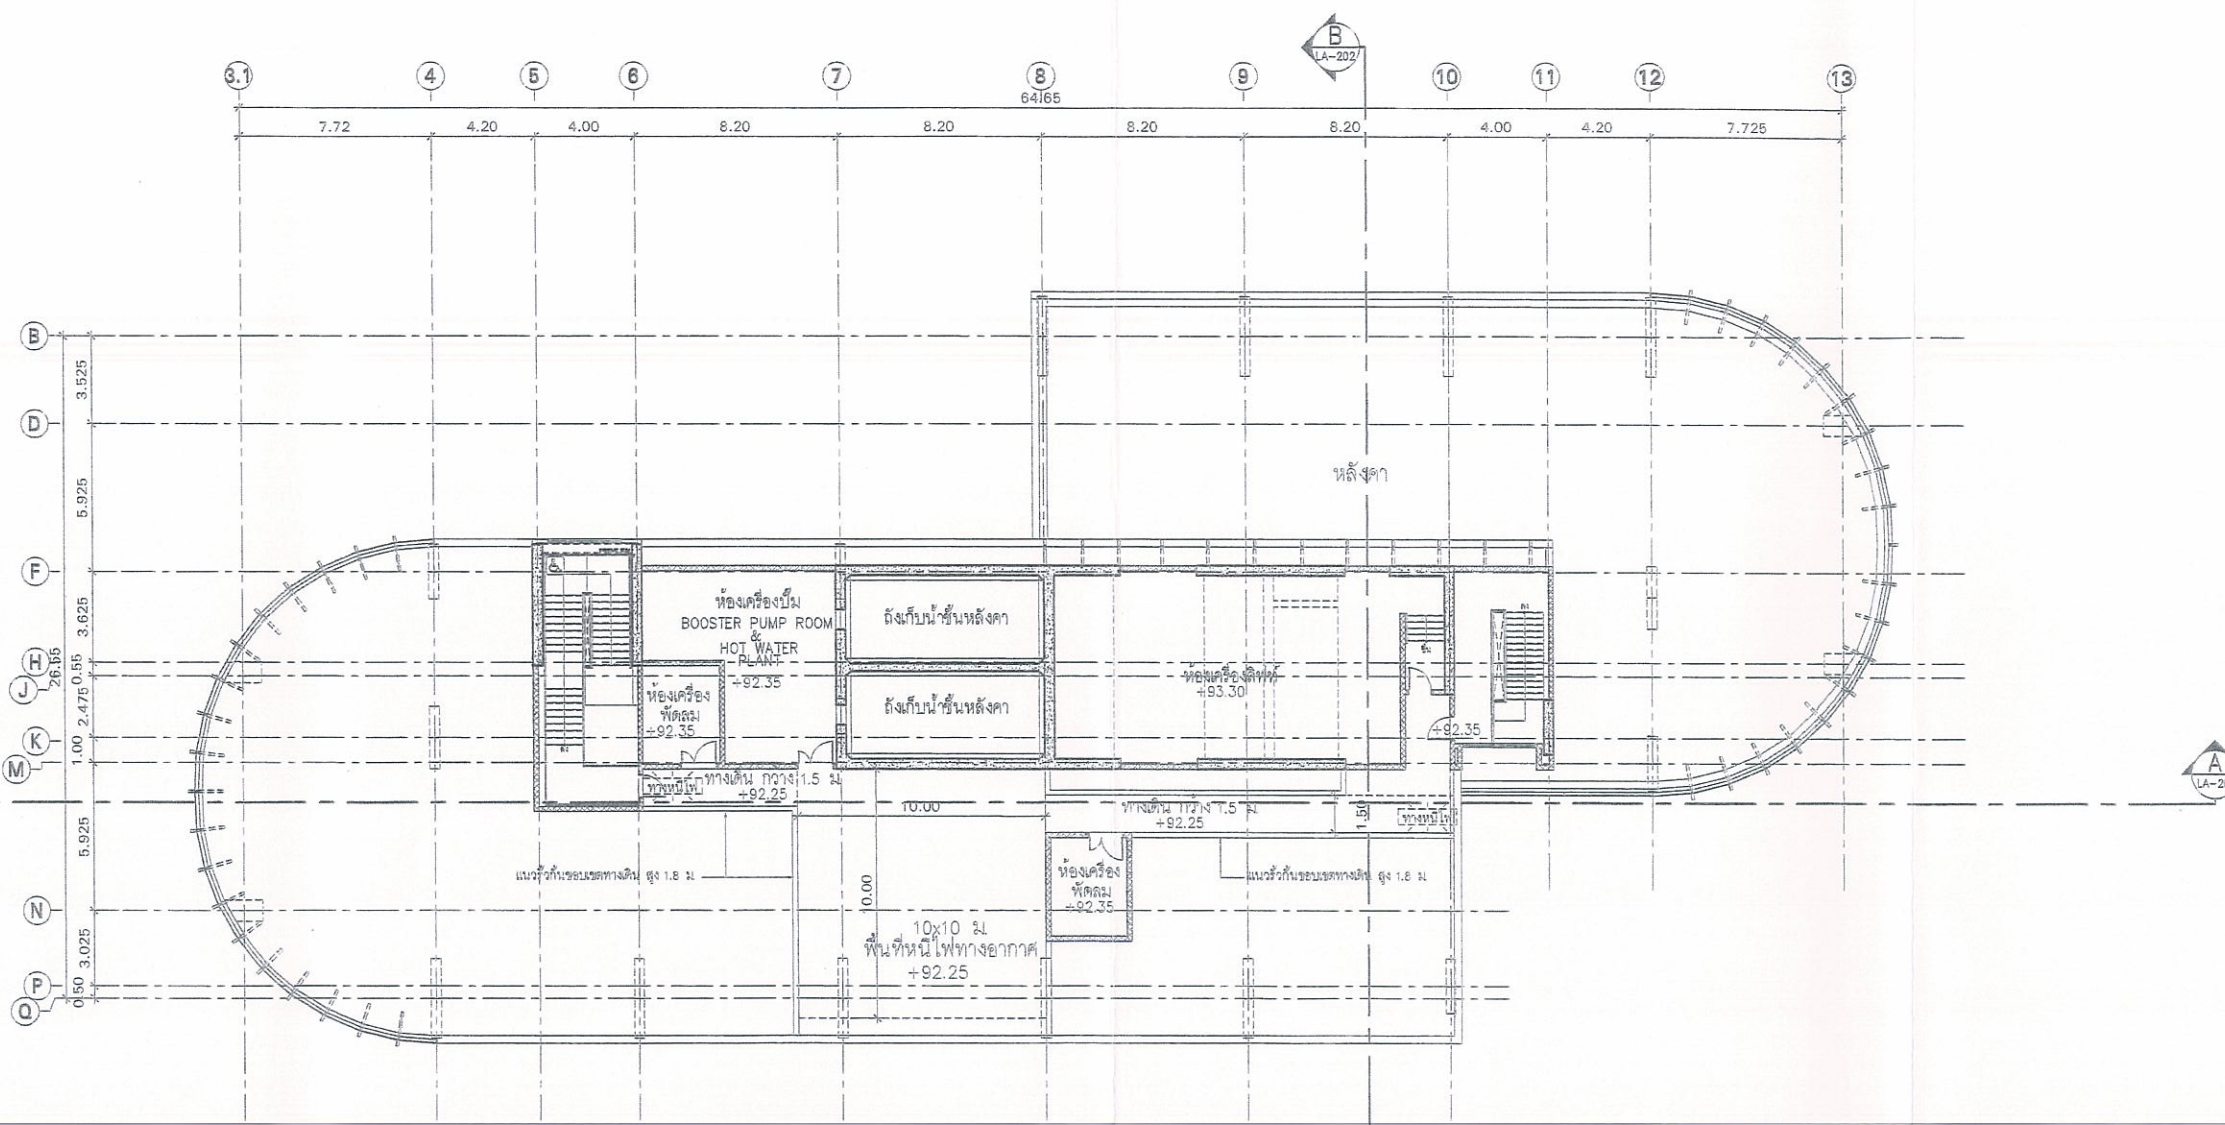 B
LA-202
3.1 4 5 6 7 8 9 10 11 12 13
64.65
7.72 4.20 4.00 8.20 8.20 8.20 8.20 4.00 4.20 7.725
B
3.525
D
5.925
F
3.625
H
0.55
J
26.55
2.475
K
1.00
M
5.925
N
3.025
P
0.50
Q
หลังคา
ห้องเครื่องปั๊ม
BOOSTER PUMP ROOM
&
HOT WATER
PLANT
+92.35
ห้องเครื่อง
พัดลม
+92.35
ถังเก็บน้ำชั้นหลังคา
ถังเก็บน้ำชั้นหลังคา
ห้องเครื่องลิฟท์
+93.30
ขึ้น
ลง
ลง
+92.35
A
ทางเดิน กว้าง 1.5 ม
+92.25
ทางหนีไฟ
10.00
ทางเดิน กว้าง 1.5 ม
+92.25
1.50
ทางหนีไฟ
แนวรั้วกั้นขอบเขตทางเดิน สูง 1.8 ม
10.00
ห้องเครื่อง
พัดลม
+92.35
แนวรั้วกั้นขอบเขตทางเดิน สูง 1.8 ม
10x10 ม.
พื้นที่หนีไฟทางอากาศ
+92.25